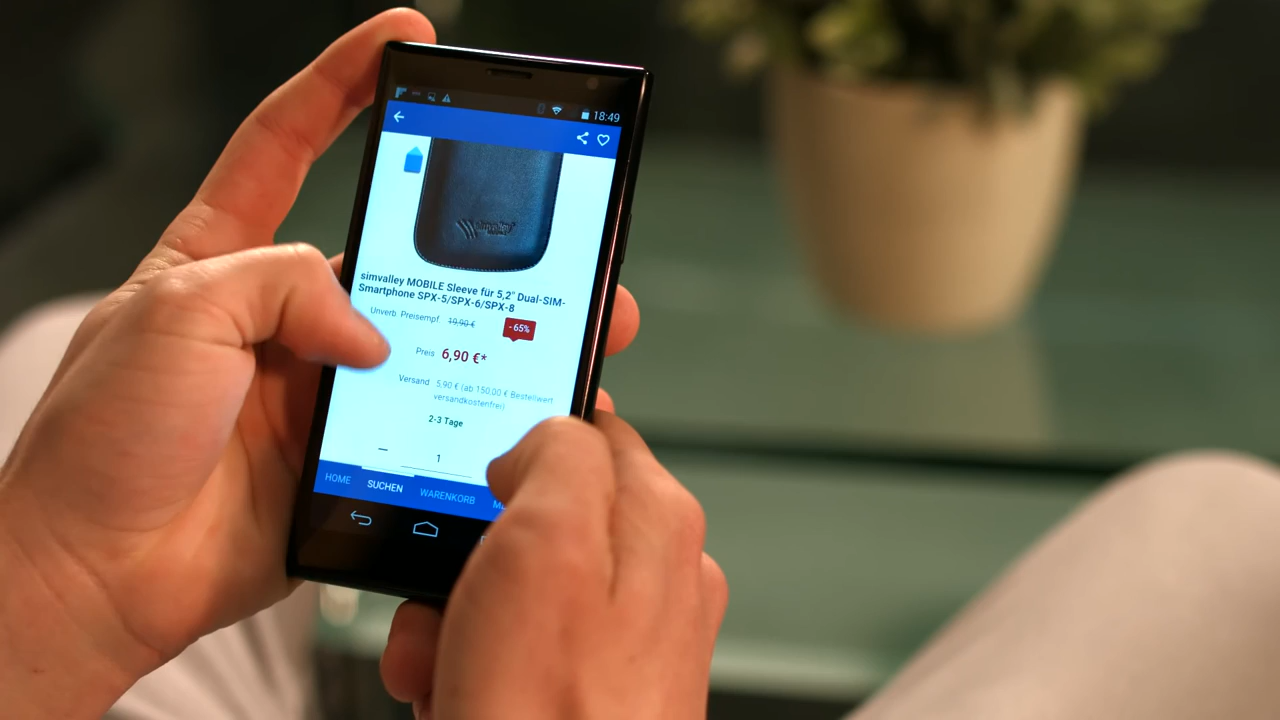 18:49
simvalley
simvalley MOBILE Sleeve für 5,2" Dual-SIM-
Smartphone SPX-5/SPX-6/SPX-8
Unverb. Preisempf. 19,90 €
-65%
Preis 6,90 €*
Versand 5,90 € (ab 150,00 € Bestellwert
versandkostenfrei)
2-3 Tage
– 1
HOME SUCHEN WARENKORB